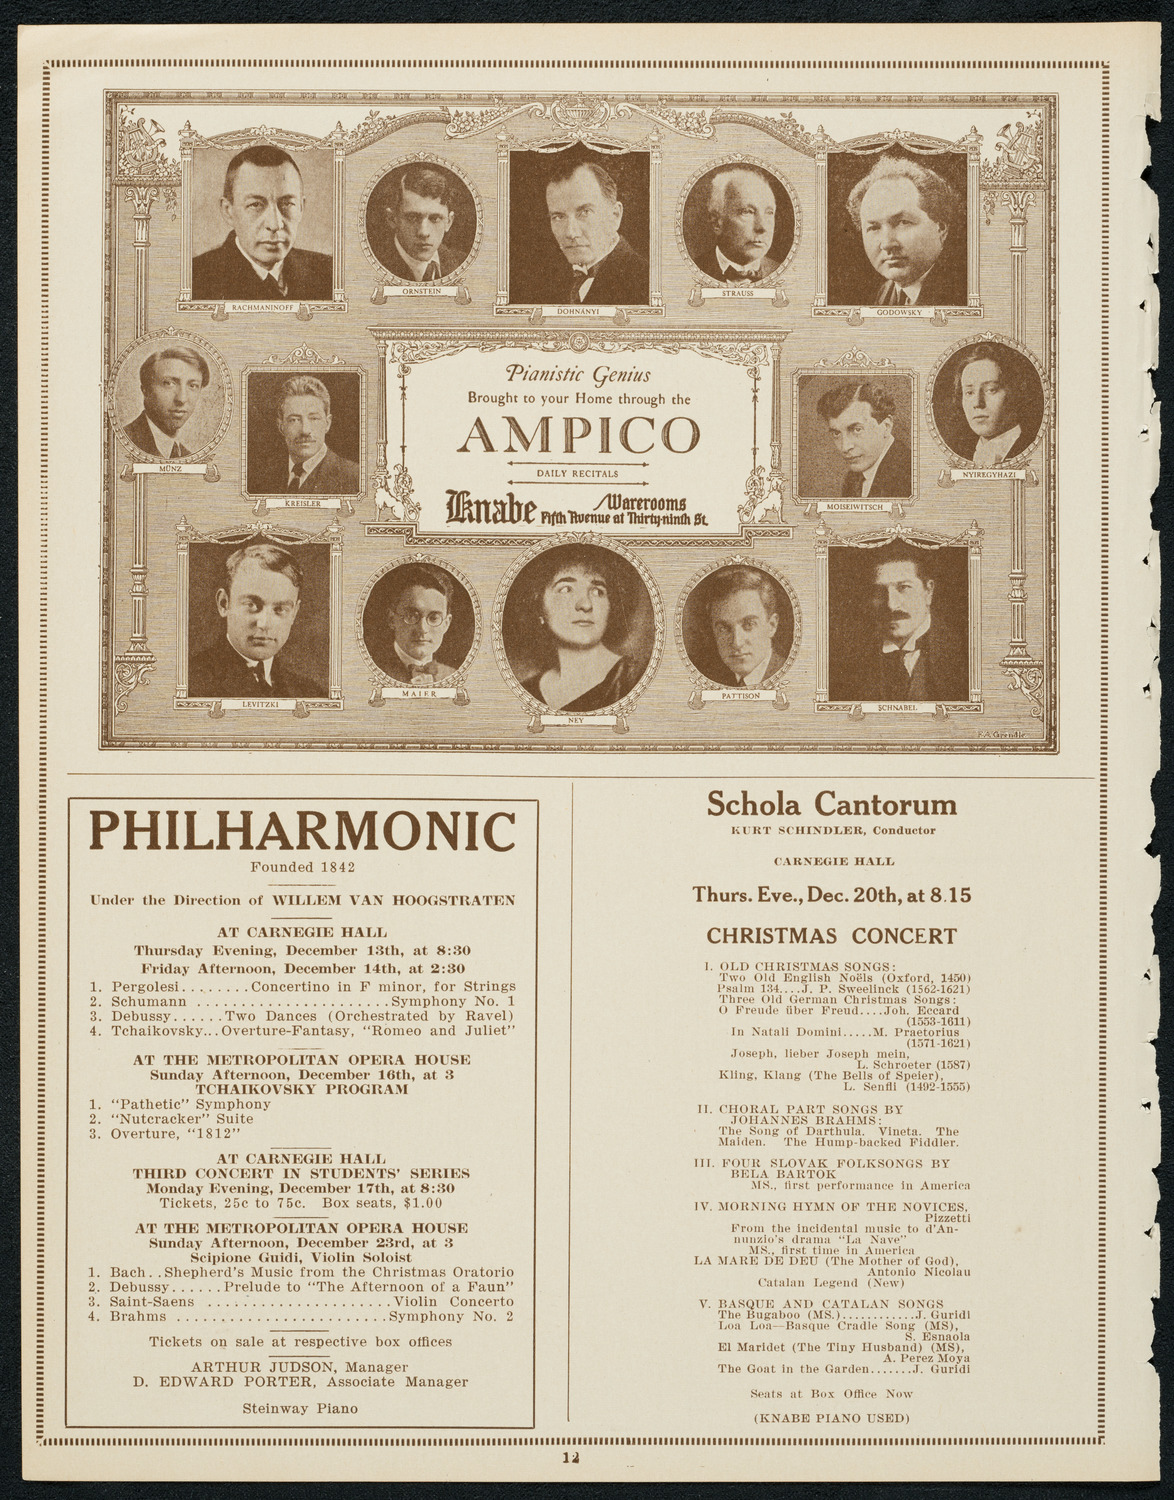 RACHMANINOFF
ORNSTEIN
DOHNÁNYI
STRAUSS
GODOWSKY
MÜNZ
KREISLER
Pianistic Genius
Brought to your Home through the
AMPICO
DAILY RECITALS
Knabe Warerooms
Fifth Avenue at Thirty-ninth St.
MOISEIWITSCH
NYIREGYHAZI
LEVITZKI
MAIER
NEY
PATTISON
SCHNABEL
F.A. Grindle
PHILHARMONIC
Founded 1842
Under the Direction of WILLEM VAN HOOGSTRATEN
AT CARNEGIE HALL
Thursday Evening, December 13th, at 8:30
Friday Afternoon, December 14th, at 2:30
1. Pergolesi........Concertino in F minor, for Strings
2. Schumann ......................Symphony No. 1
3. Debussy......Two Dances (Orchestrated by Ravel)
4. Tchaikovsky...Overture-Fantasy, "Romeo and Juliet"
AT THE METROPOLITAN OPERA HOUSE
Sunday Afternoon, December 16th, at 3
TCHAIKOVSKY PROGRAM
1. "Pathetic" Symphony
2. "Nutcracker" Suite
3. Overture, "1812"
AT CARNEGIE HALL
THIRD CONCERT IN STUDENTS' SERIES
Monday Evening, December 17th, at 8:30
Tickets, 25c to 75c. Box seats, $1.00
AT THE METROPOLITAN OPERA HOUSE
Sunday Afternoon, December 23rd, at 3
Scipione Guidi, Violin Soloist
1. Bach..Shepherd's Music from the Christmas Oratorio
2. Debussy......Prelude to "The Afternoon of a Faun"
3. Saint-Saens .....................Violin Concerto
4. Brahms ........................Symphony No. 2
Tickets on sale at respective box offices
ARTHUR JUDSON, Manager
D. EDWARD PORTER, Associate Manager
Steinway Piano
Schola Cantorum
KURT SCHINDLER, Conductor
CARNEGIE HALL
Thurs. Eve., Dec. 20th, at 8.15
CHRISTMAS CONCERT
I. OLD CHRISTMAS SONGS:
Two Old English Noëls (Oxford, 1450)
Psalm 134....J. P. Sweelinck (1562-1621)
Three Old German Christmas Songs:
O Freude über Freud....Joh. Eccard
(1553-1611)
In Natali Domini.....M. Praetorius
(1571-1621)
Joseph, lieber Joseph mein,
L. Schroeter (1587)
Kling, Klang (The Bells of Speier),
L. Senfli (1492-1555)
II. CHORAL PART SONGS BY
JOHANNES BRAHMS:
The Song of Darthula. Vineta. The
Maiden. The Hump-backed Fiddler.
III. FOUR SLOVAK FOLKSONGS BY
BELA BARTOK
MS., first performance in America
IV. MORNING HYMN OF THE NOVICES,
Pizzetti
From the incidental music to d'An-
nunzio's drama "La Nave"
MS., first time in America
LA MARE DE DEU (The Mother of God),
Antonio Nicolau
Catalan Legend (New)
V. BASQUE AND CATALAN SONGS
The Bugaboo (MS.)............J. Guridi
Loa Loa—Basque Cradle Song (MS),
S. Esnaola
El Maridet (The Tiny Husband) (MS),
A. Perez Moya
The Goat in the Garden.......J. Guridi
Seats at Box Office Now
(KNABE PIANO USED)
12